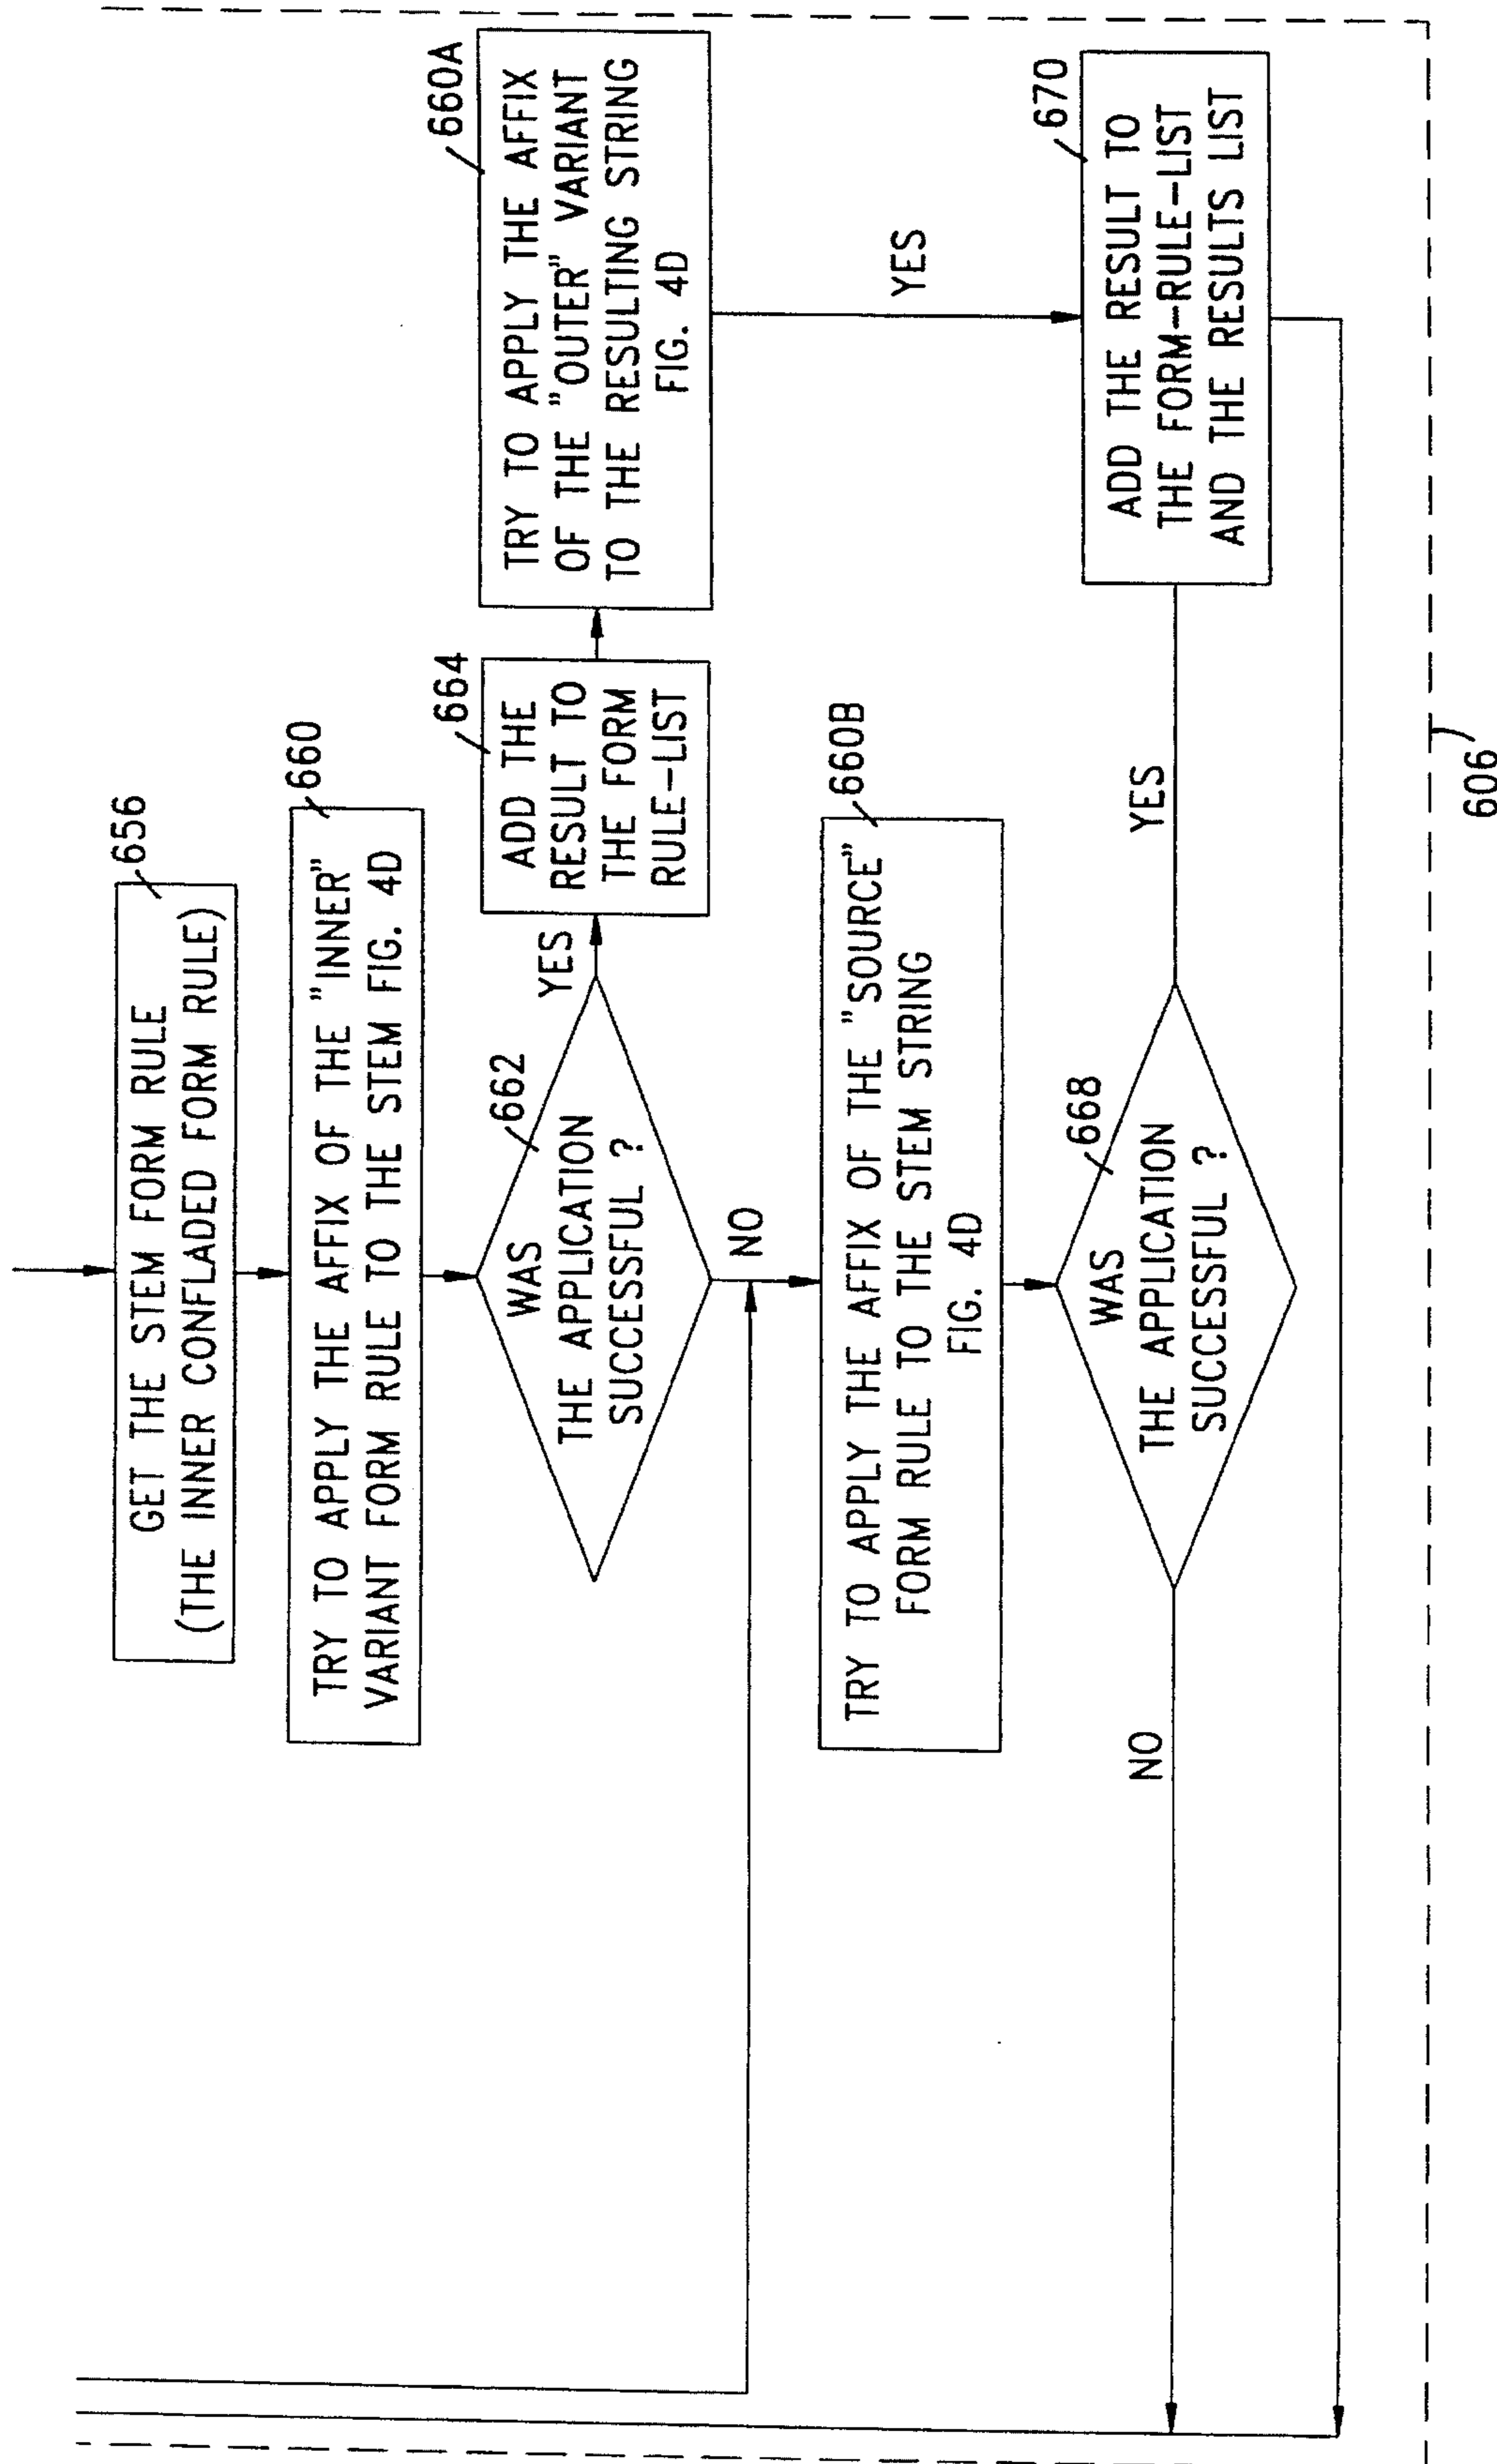 656
GET THE STEM FORM RULE
(THE INNER CONFLADED FORM RULE)
660
TRY TO APPLY THE AFFIX OF THE "INNER"
VARIANT FORM RULE TO THE STEM FIG. 4D
662
WAS
THE APPLICATION
SUCCESSFUL ?
YES
664
ADD THE
RESULT TO
THE FORM
RULE-LIST
660A
TRY TO APPLY THE AFFIX
OF THE "OUTER" VARIANT
TO THE RESULTING STRING
FIG. 4D
NO
YES
660B
TRY TO APPLY THE AFFIX OF THE "SOURCE"
FORM RULE TO THE STEM STRING
FIG. 4D
668
WAS
THE APPLICATION
SUCCESSFUL ?
NO
YES
670
ADD THE RESULT TO
THE FORM-RULE-LIST
AND THE RESULTS LIST
606